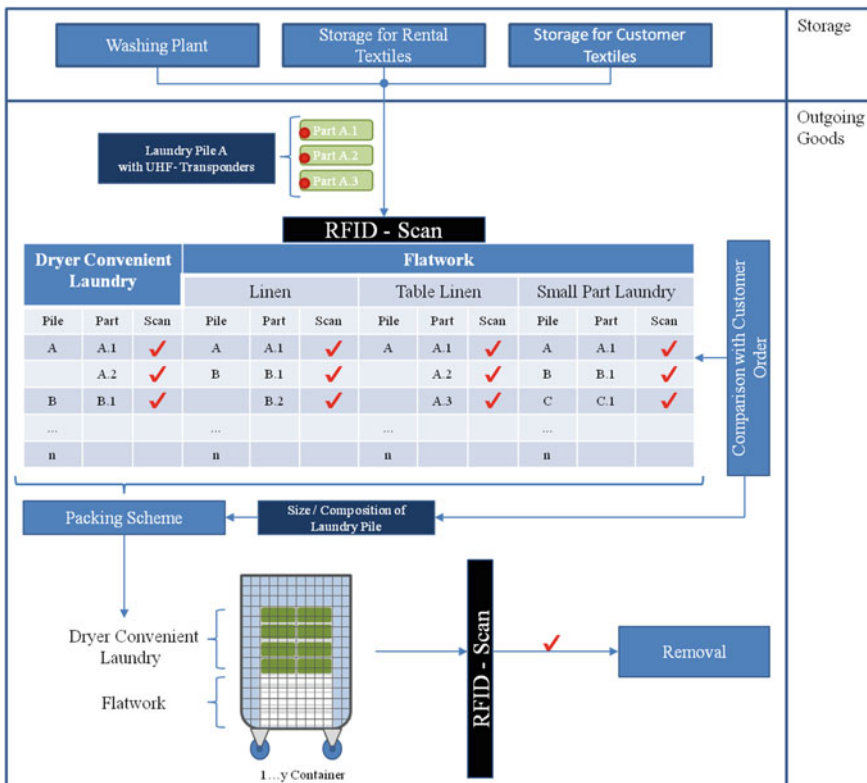 Storage
Washing Plant
Storage for Rental
Textiles
Storage for Customer
Textiles
Outgoing
Goods
Laundry Pile A
with UHF- Transponders
Part A.1
Part A.2
Part A.3
RFID - Scan
Dryer Convenient
Laundry
Flatwork
Linen
Table Linen
Small Part Laundry
Pile Part Scan Pile Part Scan Pile Part Scan Pile Part Scan
A A.1 A A.1 A A.1 A A.1
A.2 B B.1 A.2 B B.1
B B.1 B.2 A.3 C C.1
... ... ... ...
n n n n
Comparison with Customer
Order
Packing Scheme
Size / Composition of
Laundry Pile
Dryer Convenient
Laundry
Flatwork
RFID - Scan
Removal
1...y Container